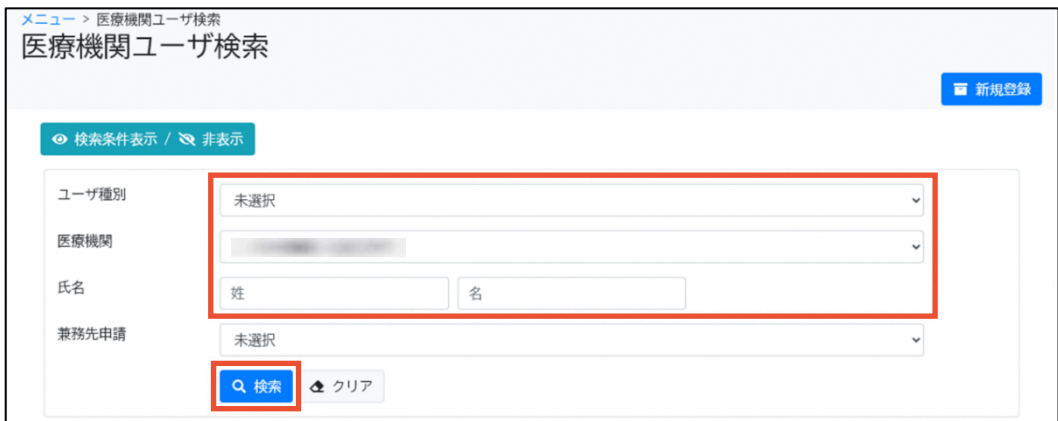 メニュー > 医療機関ユーザ検索
医療機関ユーザ検索
新規登録
検索条件表示 / 非表示
ユーザ種別 未選択
医療機関
氏名 姓 名
兼務先申請 未選択
検索 クリア